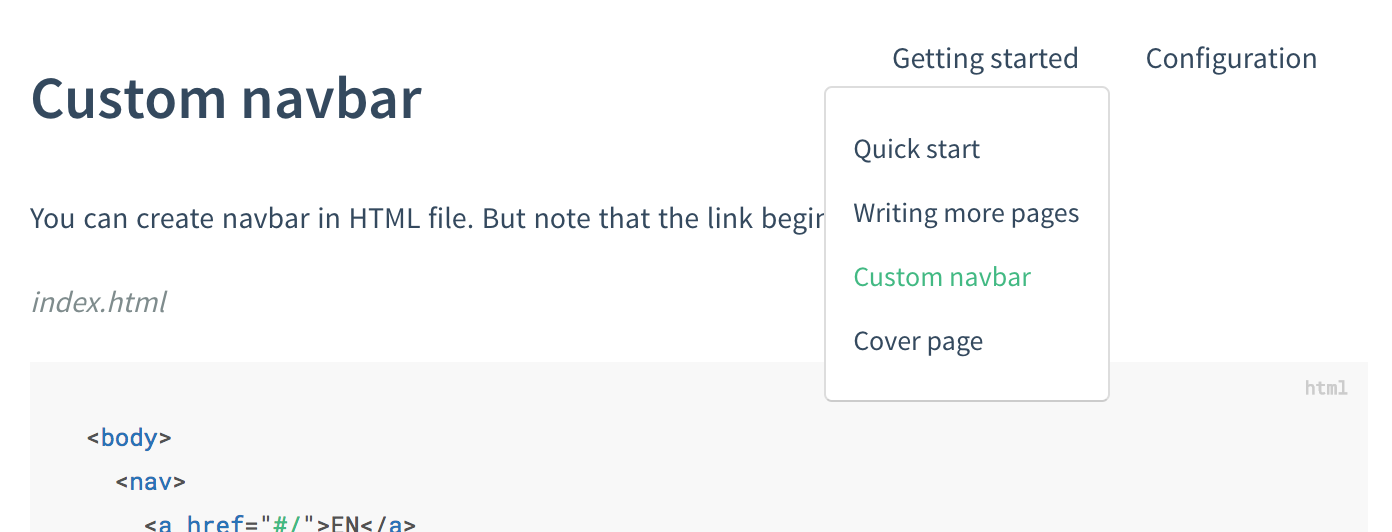 Getting started Configuration
Custom navbar
Quick start
Writing more pages
Custom navbar
Cover page
You can create navbar in HTML file. But note that the link
index.html
html
<body>
<nav>
<a href="#/">EN</a>